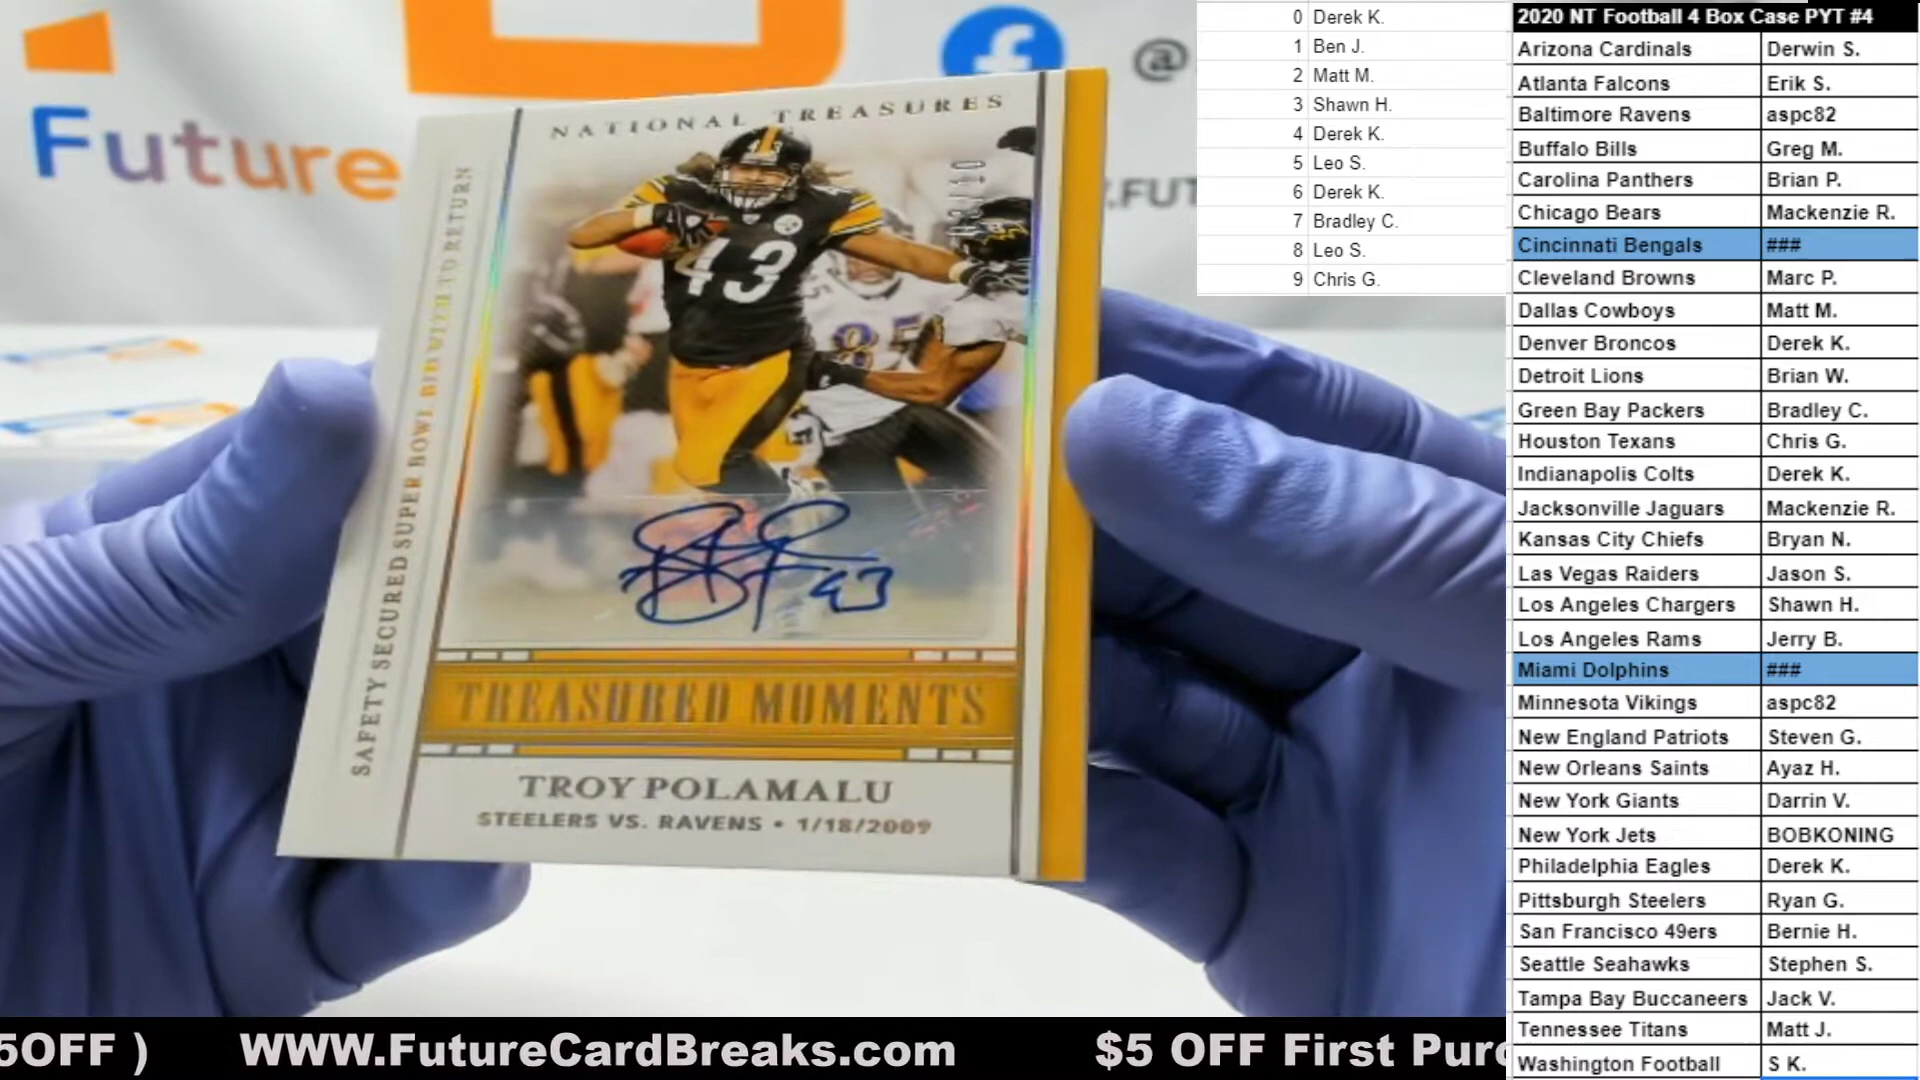 Future
@
.FUT
NATIONAL TREASURES
SAFETY SECURED SUPER BOWL BID WITH TD RETURN
43
85
43
TREASURED MOMENTS
TROY POLAMALU
STEELERS VS. RAVENS • 1/18/2009
0 Derek K.
1 Ben J.
2 Matt M.
3 Shawn H.
4 Derek K.
5 Leo S.
6 Derek K.
7 Bradley C.
8 Leo S.
9 Chris G.
2020 NT Football 4 Box Case PYT #4
Arizona Cardinals Derwin S.
Atlanta Falcons Erik S.
Baltimore Ravens aspc82
Buffalo Bills Greg M.
Carolina Panthers Brian P.
Chicago Bears Mackenzie R.
Cincinnati Bengals ###
Cleveland Browns Marc P.
Dallas Cowboys Matt M.
Denver Broncos Derek K.
Detroit Lions Brian W.
Green Bay Packers Bradley C.
Houston Texans Chris G.
Indianapolis Colts Derek K.
Jacksonville Jaguars Mackenzie R.
Kansas City Chiefs Bryan N.
Las Vegas Raiders Jason S.
Los Angeles Chargers Shawn H.
Los Angeles Rams Jerry B.
Miami Dolphins ###
Minnesota Vikings aspc82
New England Patriots Steven G.
New Orleans Saints Ayaz H.
New York Giants Darrin V.
New York Jets BOBKONING
Philadelphia Eagles Derek K.
Pittsburgh Steelers Ryan G.
San Francisco 49ers Bernie H.
Seattle Seahawks Stephen S.
Tampa Bay Buccaneers Jack V.
Tennessee Titans Matt J.
Washington Football S K.
5OFF ) WWW.FutureCardBreaks.com $5 OFF First Purc